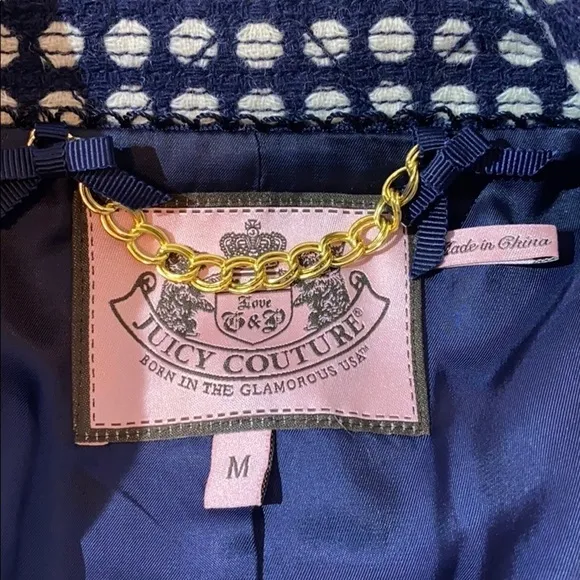 Love
G&P
JUICY COUTURE®
BORN IN THE GLAMOROUS USA™
Made in China
M